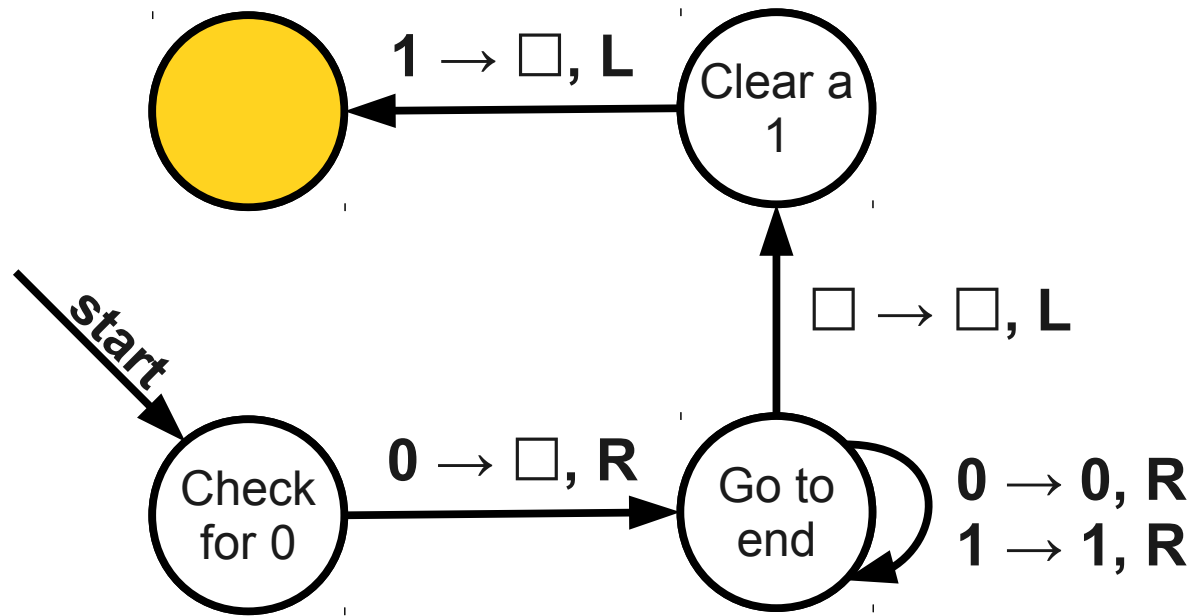 1 → □, L
Clear a
1
start
□ → □, L
Check
for 0
0 → □, R
Go to
end
0 → 0, R
1 → 1, R